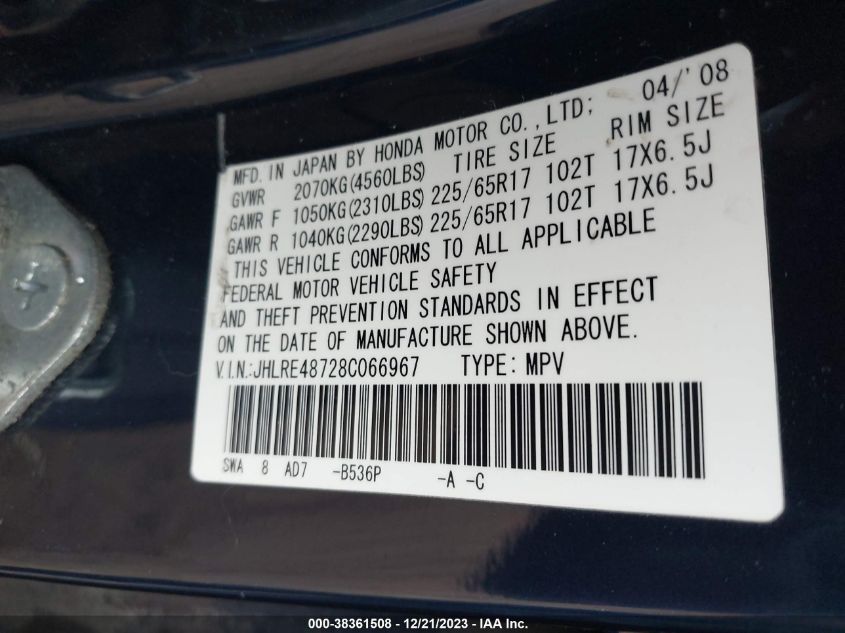 04/'08
MFD. IN JAPAN BY HONDA MOTOR CO., LTD;
GVWR 2070KG(4560LBS) TIRE SIZE RIM SIZE
GAWR F 1050KG(2310LBS) 225/65R17 102T 17X6.5J
GAWR R 1040KG(2290LBS) 225/65R17 102T 17X6.5J
THIS VEHICLE CONFORMS TO ALL APPLICABLE
FEDERAL MOTOR VEHICLE SAFETY
AND THEFT PREVENTION STANDARDS IN EFFECT
ON THE DATE OF MANUFACTURE SHOWN ABOVE.
V.I.N.:JHLRE48728C066967 TYPE: MPV
SWA 8 AD7 -B536P -A -C
000-38361508 - 12/21/2023 - IAA Inc.